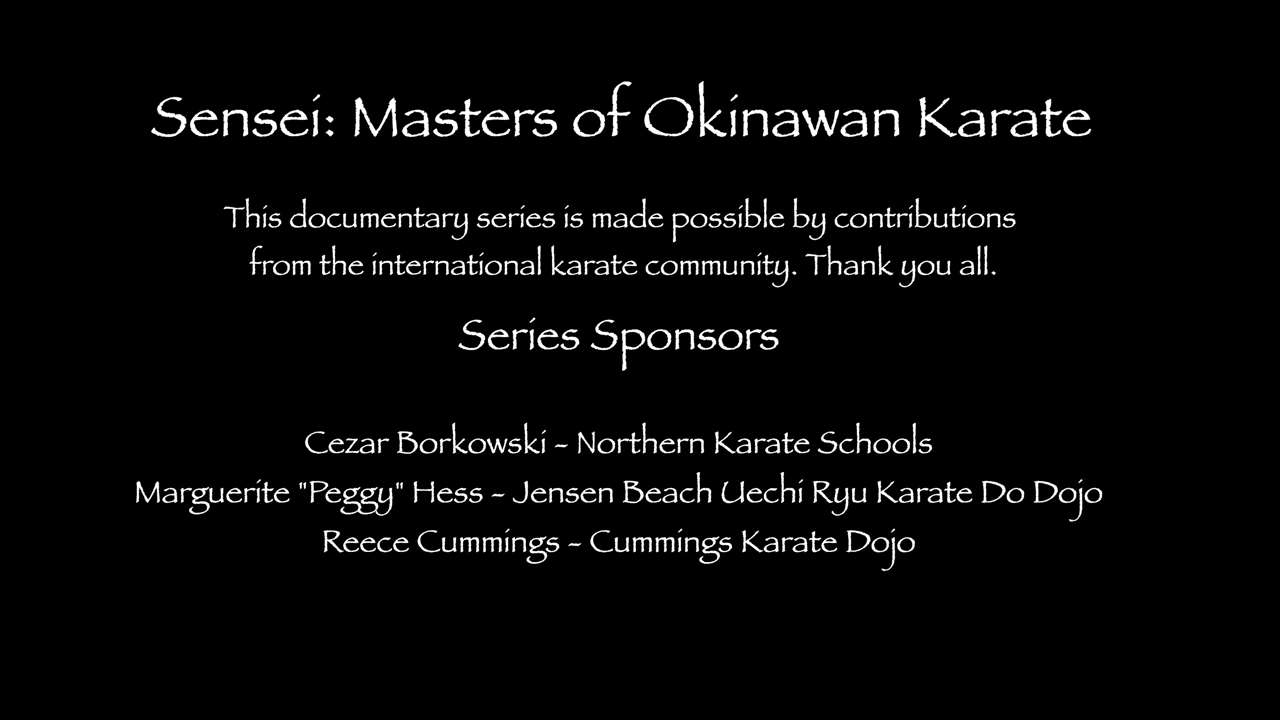 Sensei: Masters of Okinawan Karate
This documentary series is made possible by contributions
from the international karate community. Thank you all.
Series Sponsors
Cezar Borkowski - Northern Karate Schools
Marguerite "Peggy" Hess - Jensen Beach Uechi Ryu Karate Do Dojo
Reece Cummings - Cummings Karate Dojo